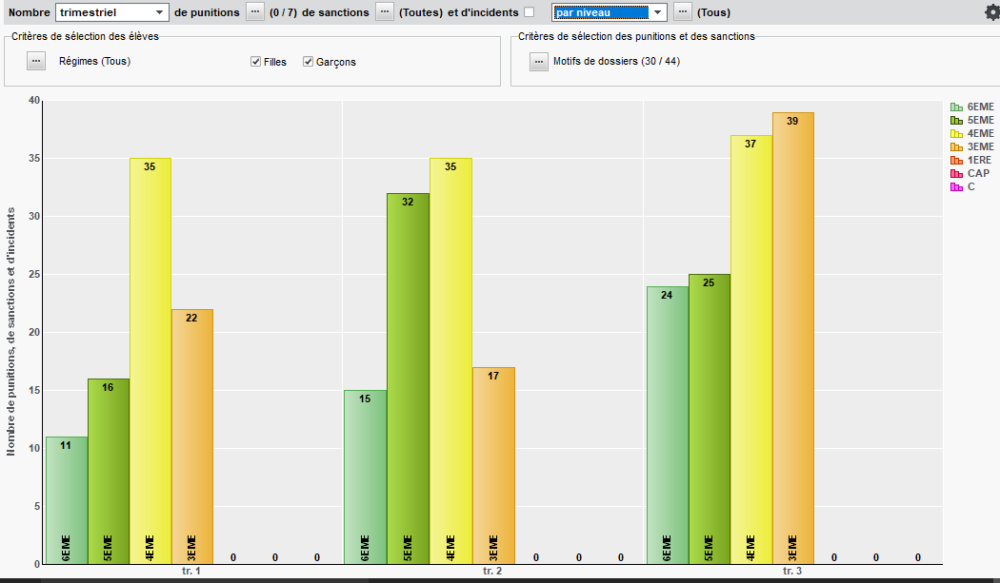 Nombre trimestriel de punitions ... (0 / 7) de sanctions ... (Toutes) et d'incidents par niveau ... (Tous)
Critères de sélection des élèves
... Régimes (Tous) Filles Garçons
Critères de sélection des punitions et des sanctions
... Motifs de dossiers (30 / 44)
Nombre de punitions, de sanctions et d'incidents
40
35
30
25
20
15
10
5
0
11 16 35 22 0 0 0
6EME 5EME 4EME 3EME
tr. 1
15 32 35 17 0 0 0
6EME 5EME 4EME 3EME
tr. 2
24 25 37 39 0 0 0
6EME 5EME 4EME 3EME
tr. 3
6EME
5EME
4EME
3EME
1ERE
CAP
C